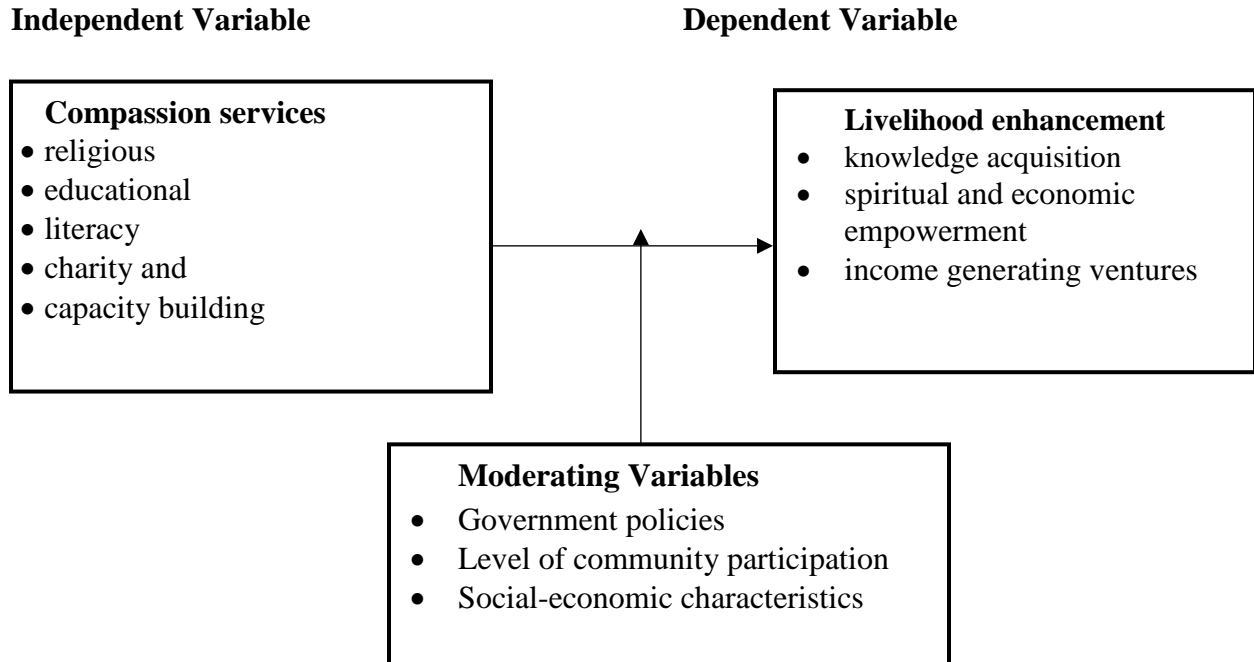 Independent Variable
Dependent Variable
Compassion services
• religious
• educational
• literacy
• charity and
• capacity building
Livelihood enhancement
• knowledge acquisition
• spiritual and economic
empowerment
• income generating ventures
Moderating Variables
• Government policies
• Level of community participation
• Social-economic characteristics